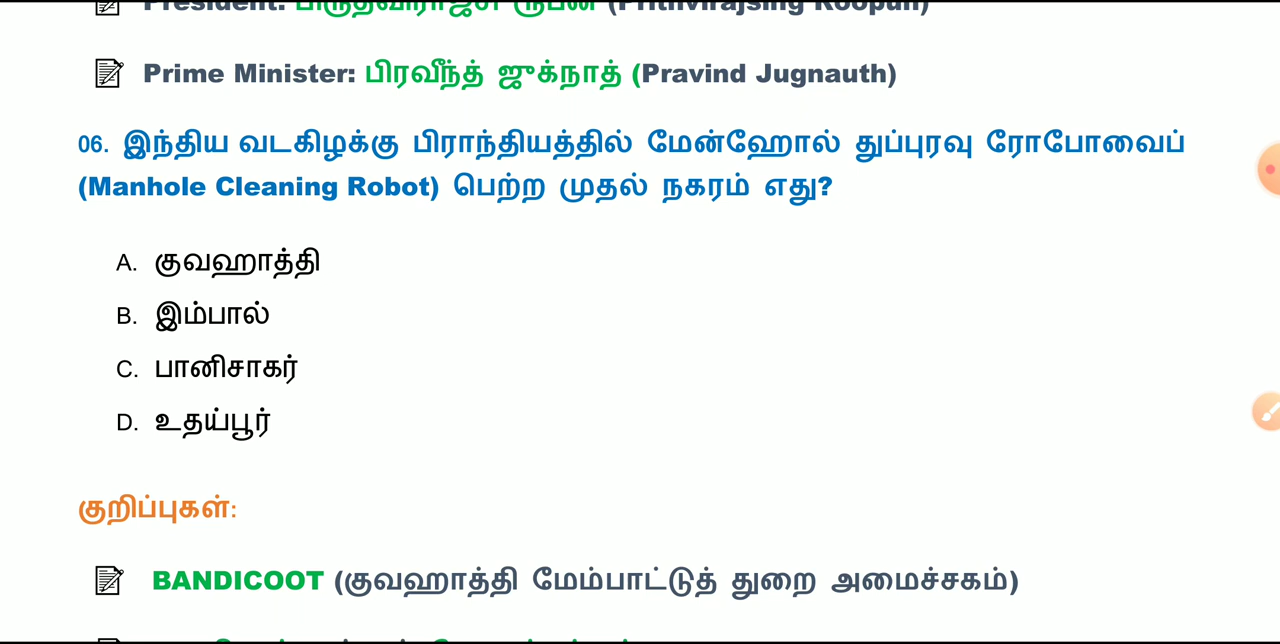 President: பிருத்விராஜ்சிங் ரூபன் (Prithvirajsing Roopun)
Prime Minister: பிரவீந்த் ஜுக்நாத் (Pravind Jugnauth)
06. இந்திய வடகிழக்கு பிராந்தியத்தில் மேன்ஹோல் துப்புரவு ரோபோவைப்
(Manhole Cleaning Robot) பெற்ற முதல் நகரம் எது?
A. குவஹாத்தி
B. இம்பால்
C. பானிசாகர்
D. உதய்பூர்
குறிப்புகள்:
BANDICOOT (குவஹாத்தி மேம்பாட்டுத் துறை அமைச்சகம்)